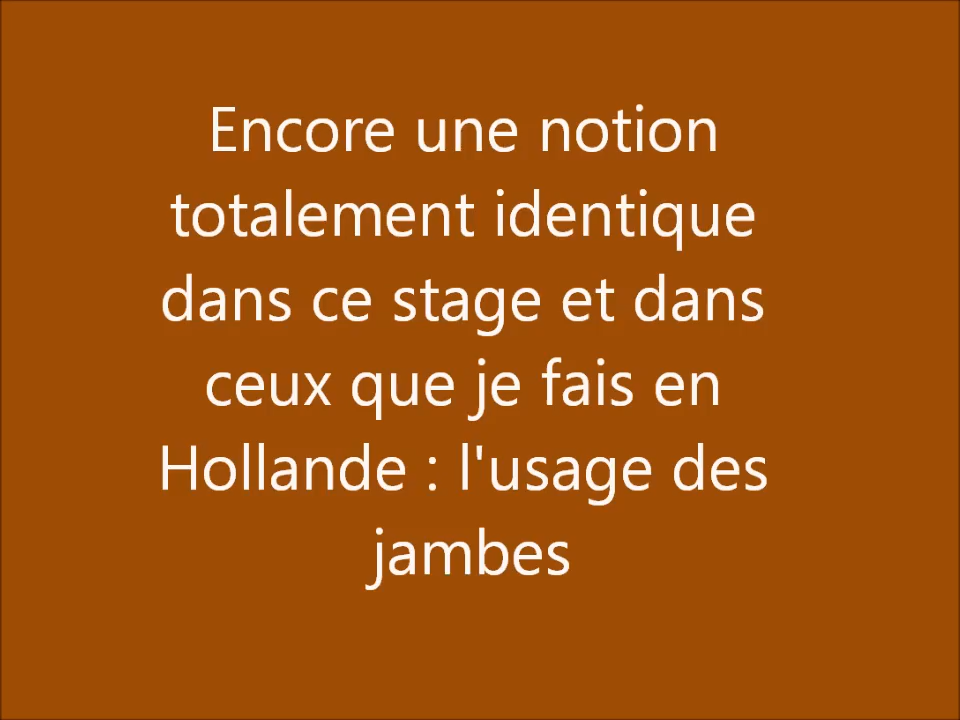 Encore une notion
totalement identique
dans ce stage et dans
ceux que je fais en
Hollande : l'usage des
jambes